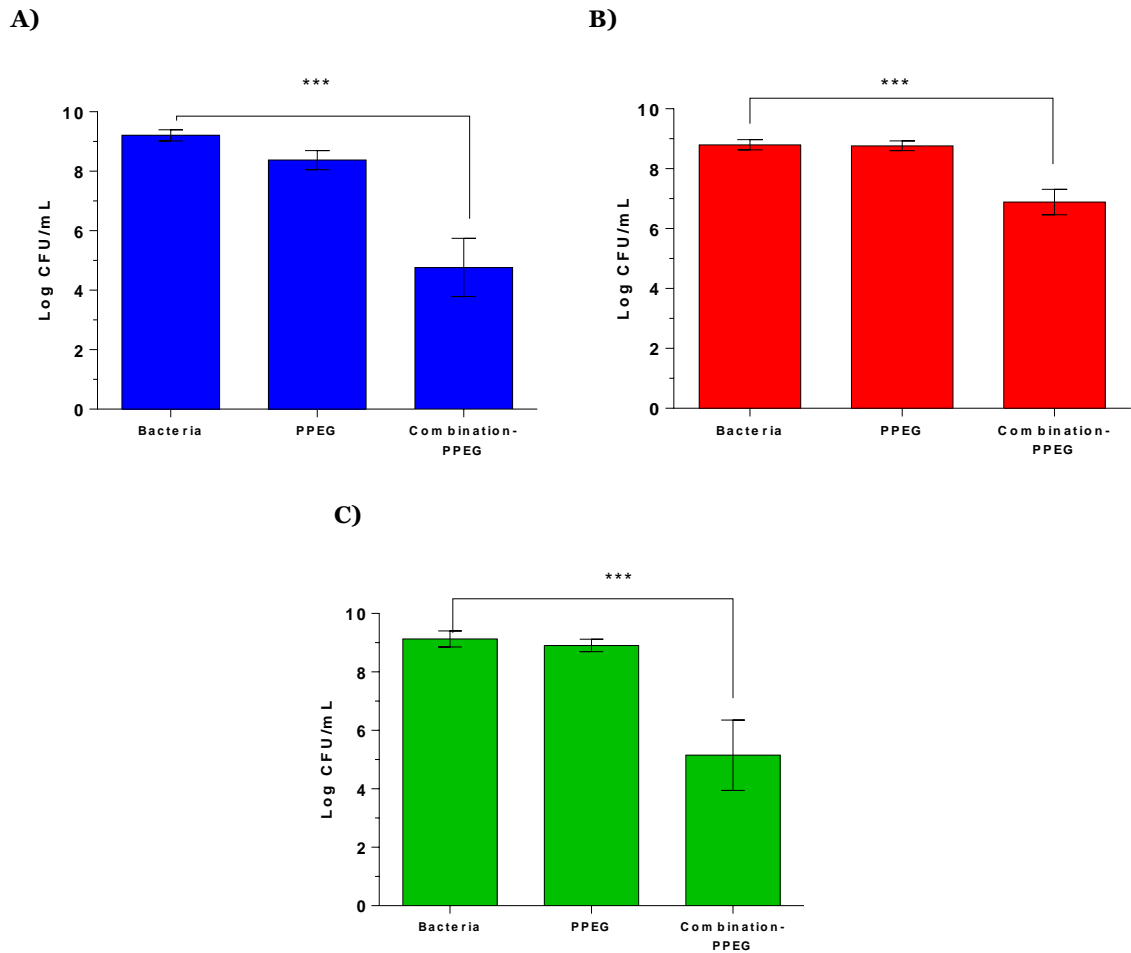 A)
***
10
8
6
4
2
0
Log CFU/mL
Bacteria
PPEG
Combination-
PPEG
B)
***
10
8
6
4
2
0
Log CFU/mL
Bacteria
PPEG
Combination-
PPEG
C)
***
10
8
6
4
2
0
Log CFU/mL
Bacteria
PPEG
Combination-
PPEG